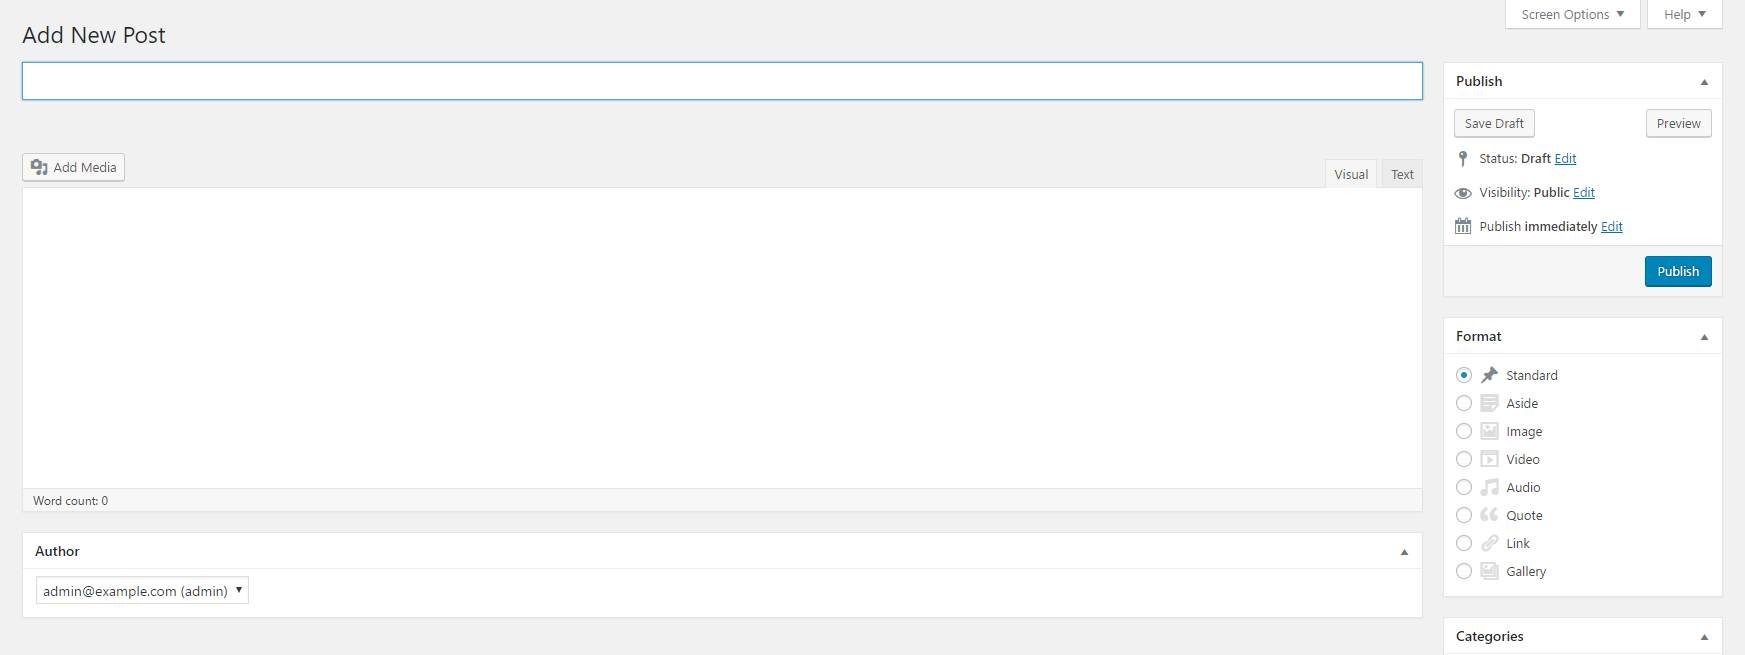 Screen Options
Help
Add New Post
Add Media
Visual
Text
Word count: 0
Author
admin@example.com (admin)
Publish
Save Draft
Preview
Status: Draft Edit
Visibility: Public Edit
Publish immediately Edit
Publish
Format
Standard
Aside
Image
Video
Audio
Quote
Link
Gallery
Categories